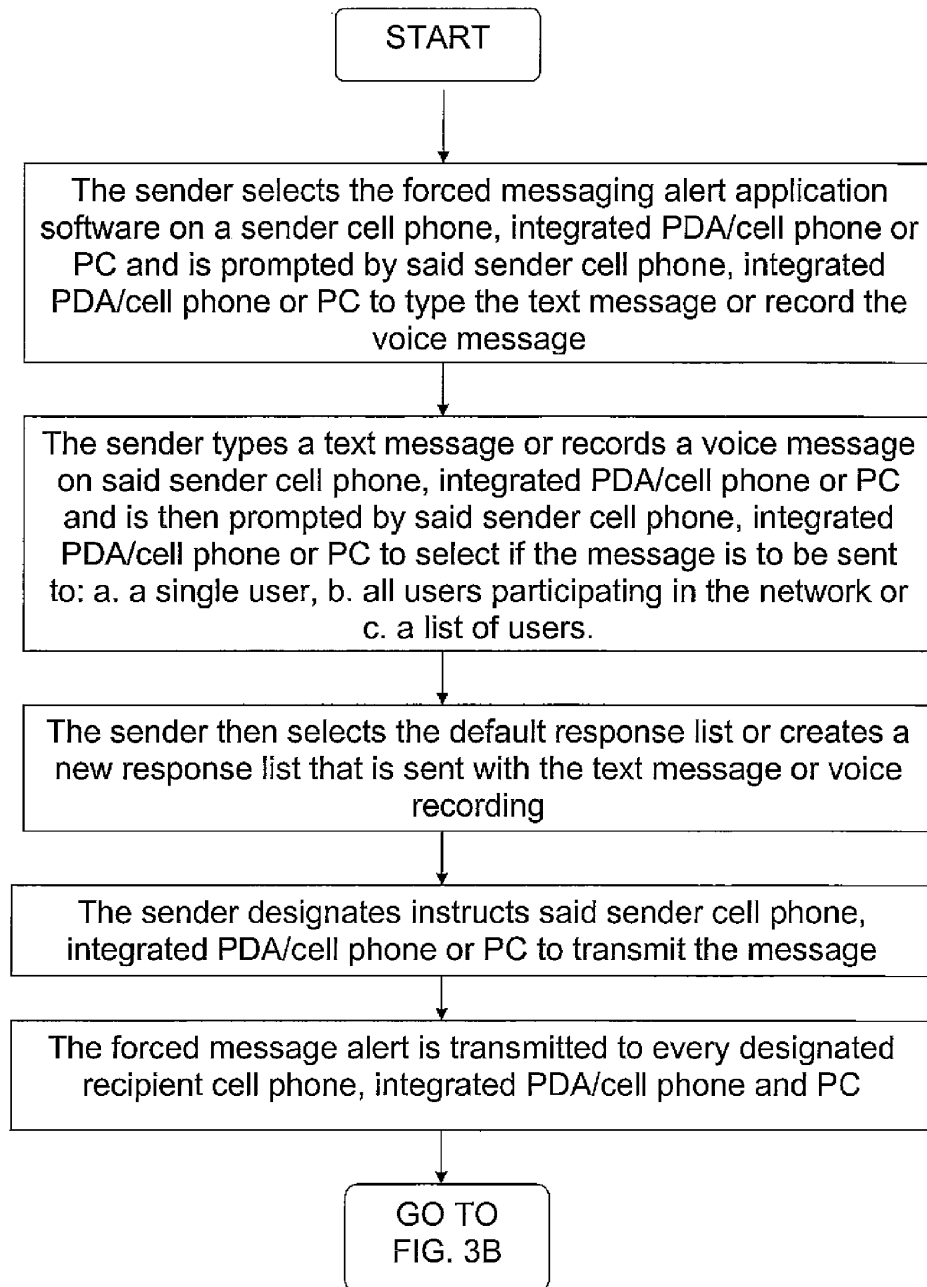 START
The sender selects the forced messaging alert application
software on a sender cell phone, integrated PDA/cell phone or
PC and is prompted by said sender cell phone, integrated
PDA/cell phone or PC to type the text message or record the
voice message
The sender types a text message or records a voice message
on said sender cell phone, integrated PDA/cell phone or PC
and is then prompted by said sender cell phone, integrated
PDA/cell phone or PC to select if the message is to be sent
to: a. a single user, b. all users participating in the network or
c. a list of users.
The sender then selects the default response list or creates a
new response list that is sent with the text message or voice
recording
The sender designates instructs said sender cell phone,
integrated PDA/cell phone or PC to transmit the message
The forced message alert is transmitted to every designated
recipient cell phone, integrated PDA/cell phone and PC
GO TO
FIG. 3B